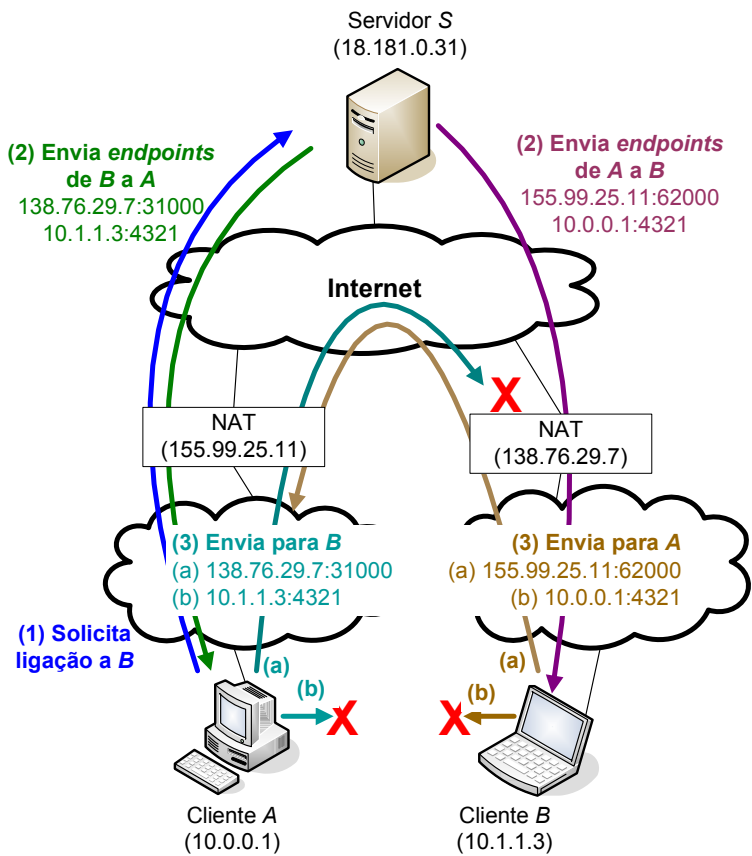 Servidor S
(18.181.0.31)
(2) Envia endpoints
de B a A
138.76.29.7:31000
10.1.1.3:4321
(2) Envia endpoints
de A a B
155.99.25.11:62000
10.0.0.1:4321
Internet
X
NAT
(155.99.25.11)
NAT
(138.76.29.7)
(3) Envia para B
(a) 138.76.29.7:31000
(b) 10.1.1.3:4321
(3) Envia para A
(a) 155.99.25.11:62000
(b) 10.0.0.1:4321
(1) Solicita
ligação a B
(a)
(b)
X
(a)
(b)
X
Cliente A
(10.0.0.1)
Cliente B
(10.1.1.3)